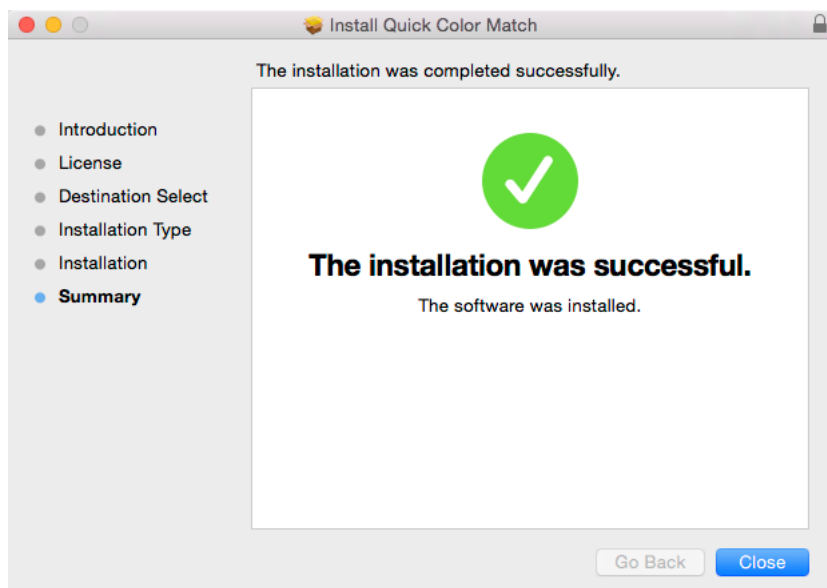 Install Quick Color Match
The installation was completed successfully.
Introduction
License
Destination Select
Installation Type
Installation
Summary
The installation was successful.
The software was installed.
Go Back
Close